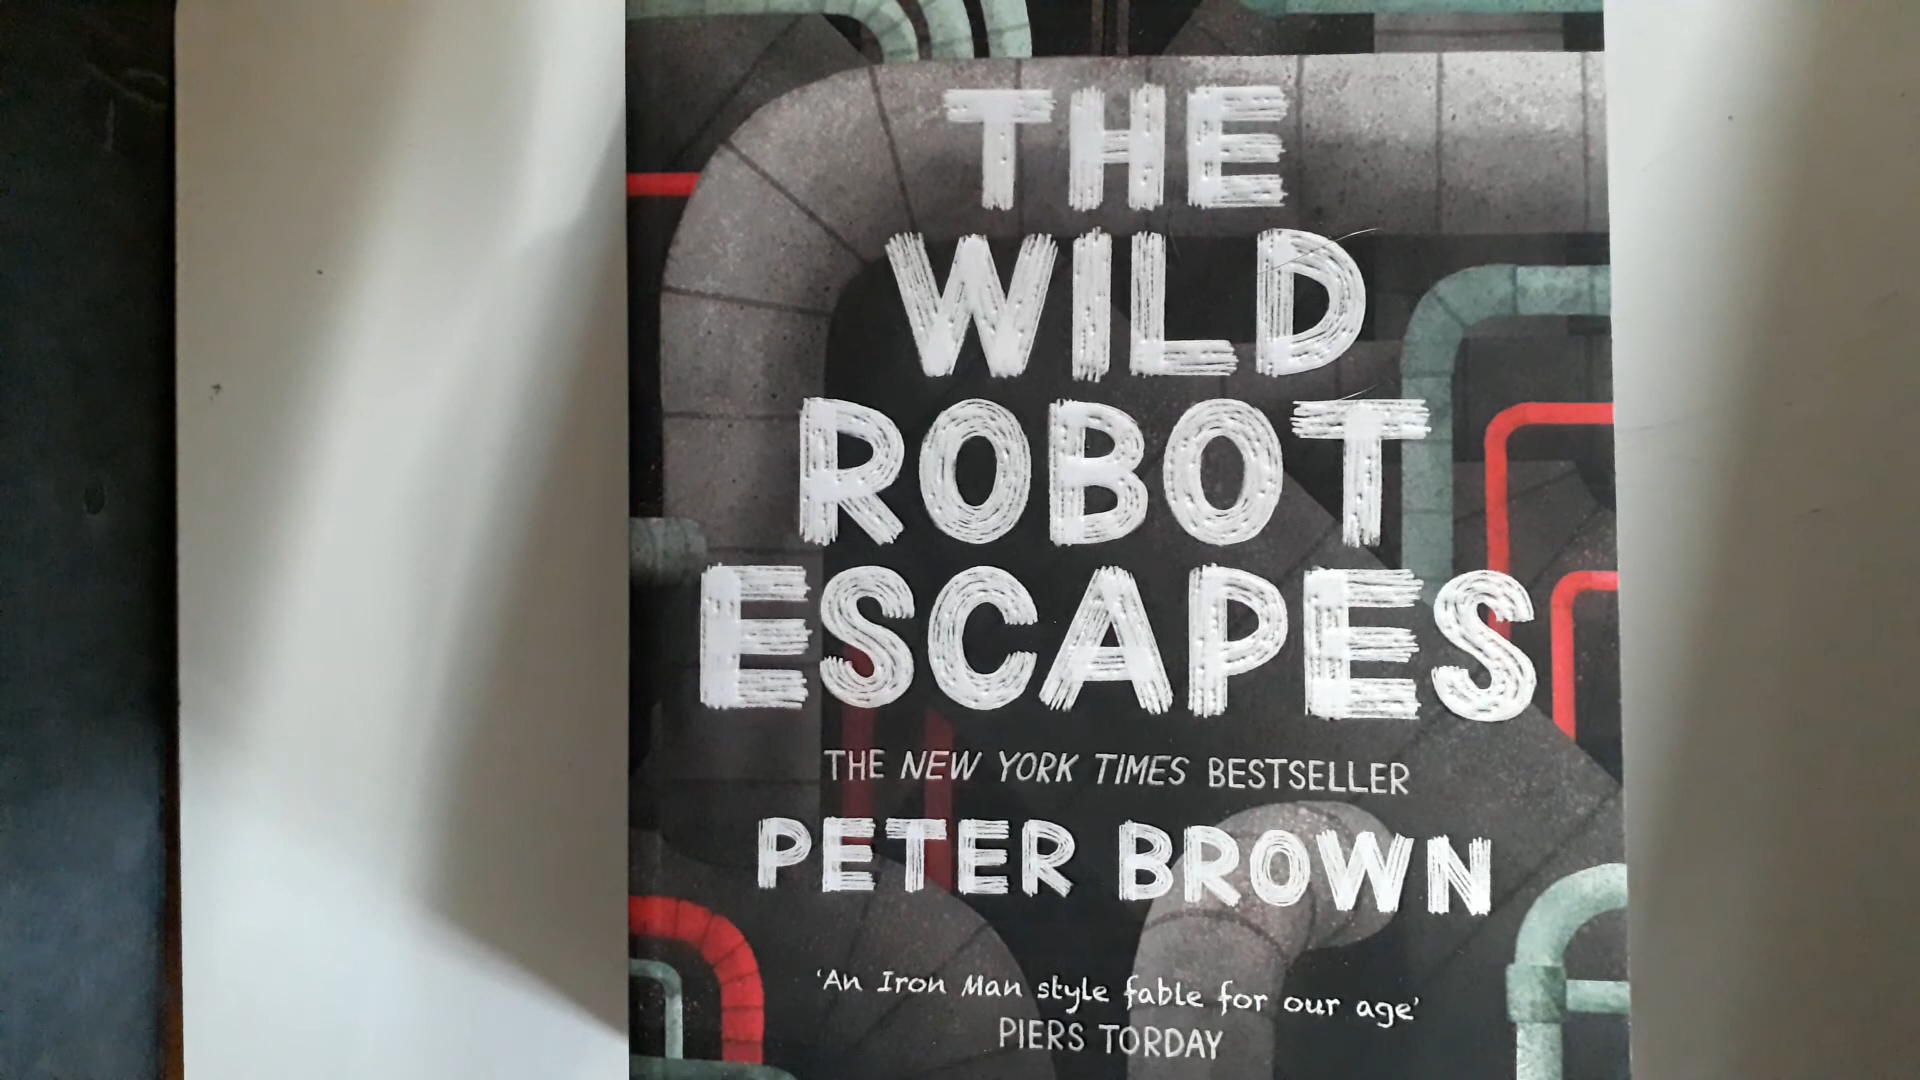 THE
WILD
ROBOT
ESCAPES
THE NEW YORK TIMES BESTSELLER
PETER BROWN
‘An Iron Man style fable for our age’
PIERS TORDAY